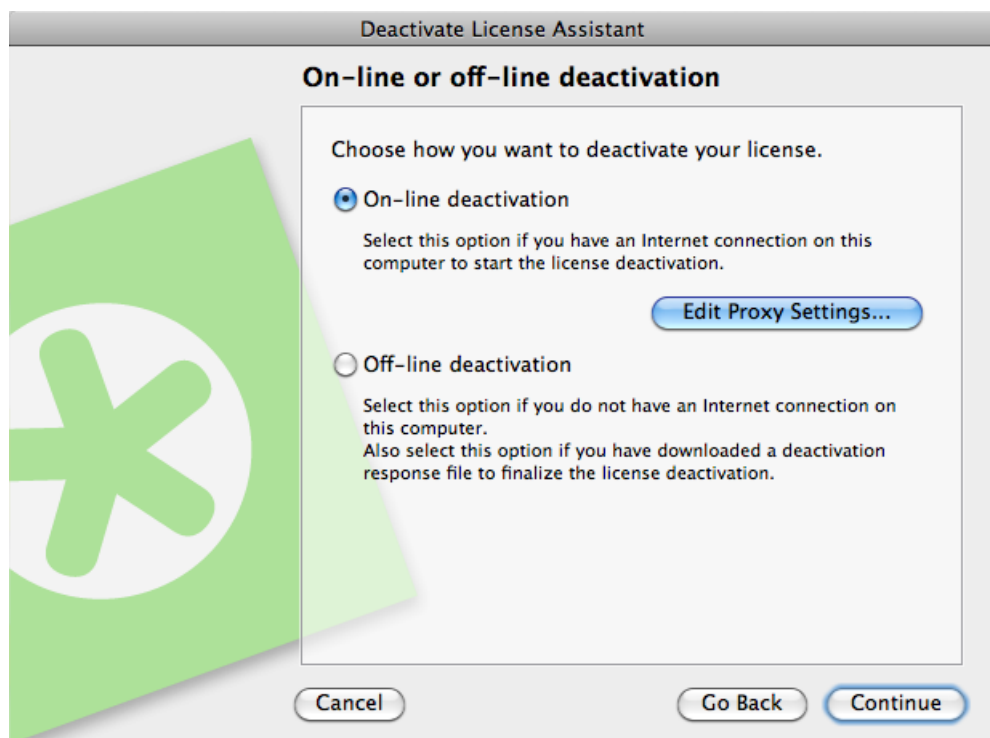 Deactivate License Assistant
On-line or off-line deactivation
Choose how you want to deactivate your license.
On-line deactivation
Select this option if you have an Internet connection on this
computer to start the license deactivation.
Edit Proxy Settings...
Off-line deactivation
Select this option if you do not have an Internet connection on
this computer.
Also select this option if you have downloaded a deactivation
response file to finalize the license deactivation.
Cancel
Go Back
Continue